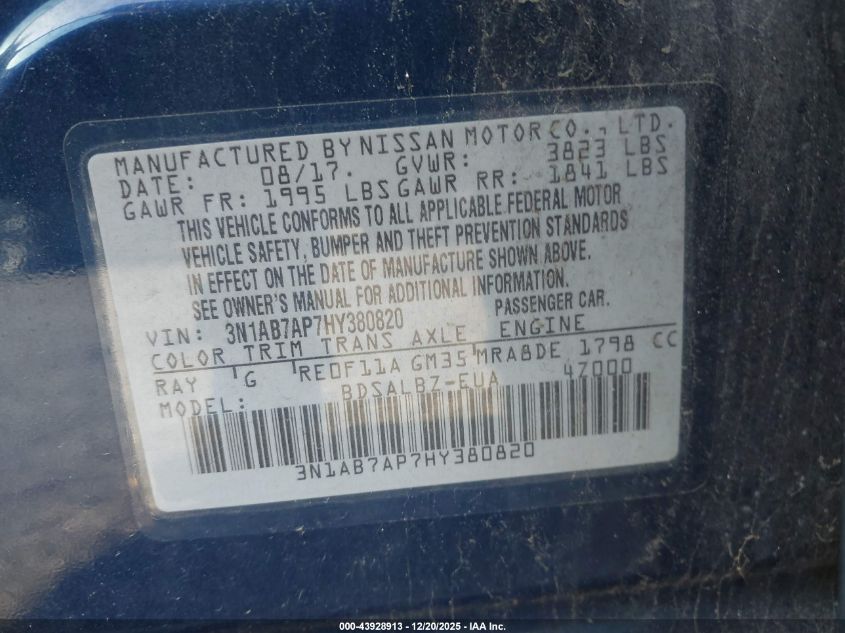 MANUFACTURED BY NISSAN MOTOR CO., LTD.
DATE: 08/17. GVWR: 3823 LBS
GAWR FR: 1995 LBS GAWR RR: 1841 LBS
THIS VEHICLE CONFORMS TO ALL APPLICABLE FEDERAL MOTOR
VEHICLE SAFETY, BUMPER AND THEFT PREVENTION STANDARDS
IN EFFECT ON THE DATE OF MANUFACTURE SHOWN ABOVE.
SEE OWNER'S MANUAL FOR ADDITIONAL INFORMATION.
VIN: 3N1AB7AP7HY380820 PASSENGER CAR.
COLOR TRIM TRANS AXLE ENGINE
RAY G RE0F11A GM35 MRA8DE 1798 CC
MODEL: BDSALBZ-EUA 4Z000
3N1AB7AP7HY380820
000-43928913 - 12/20/2025 - IAA Inc.